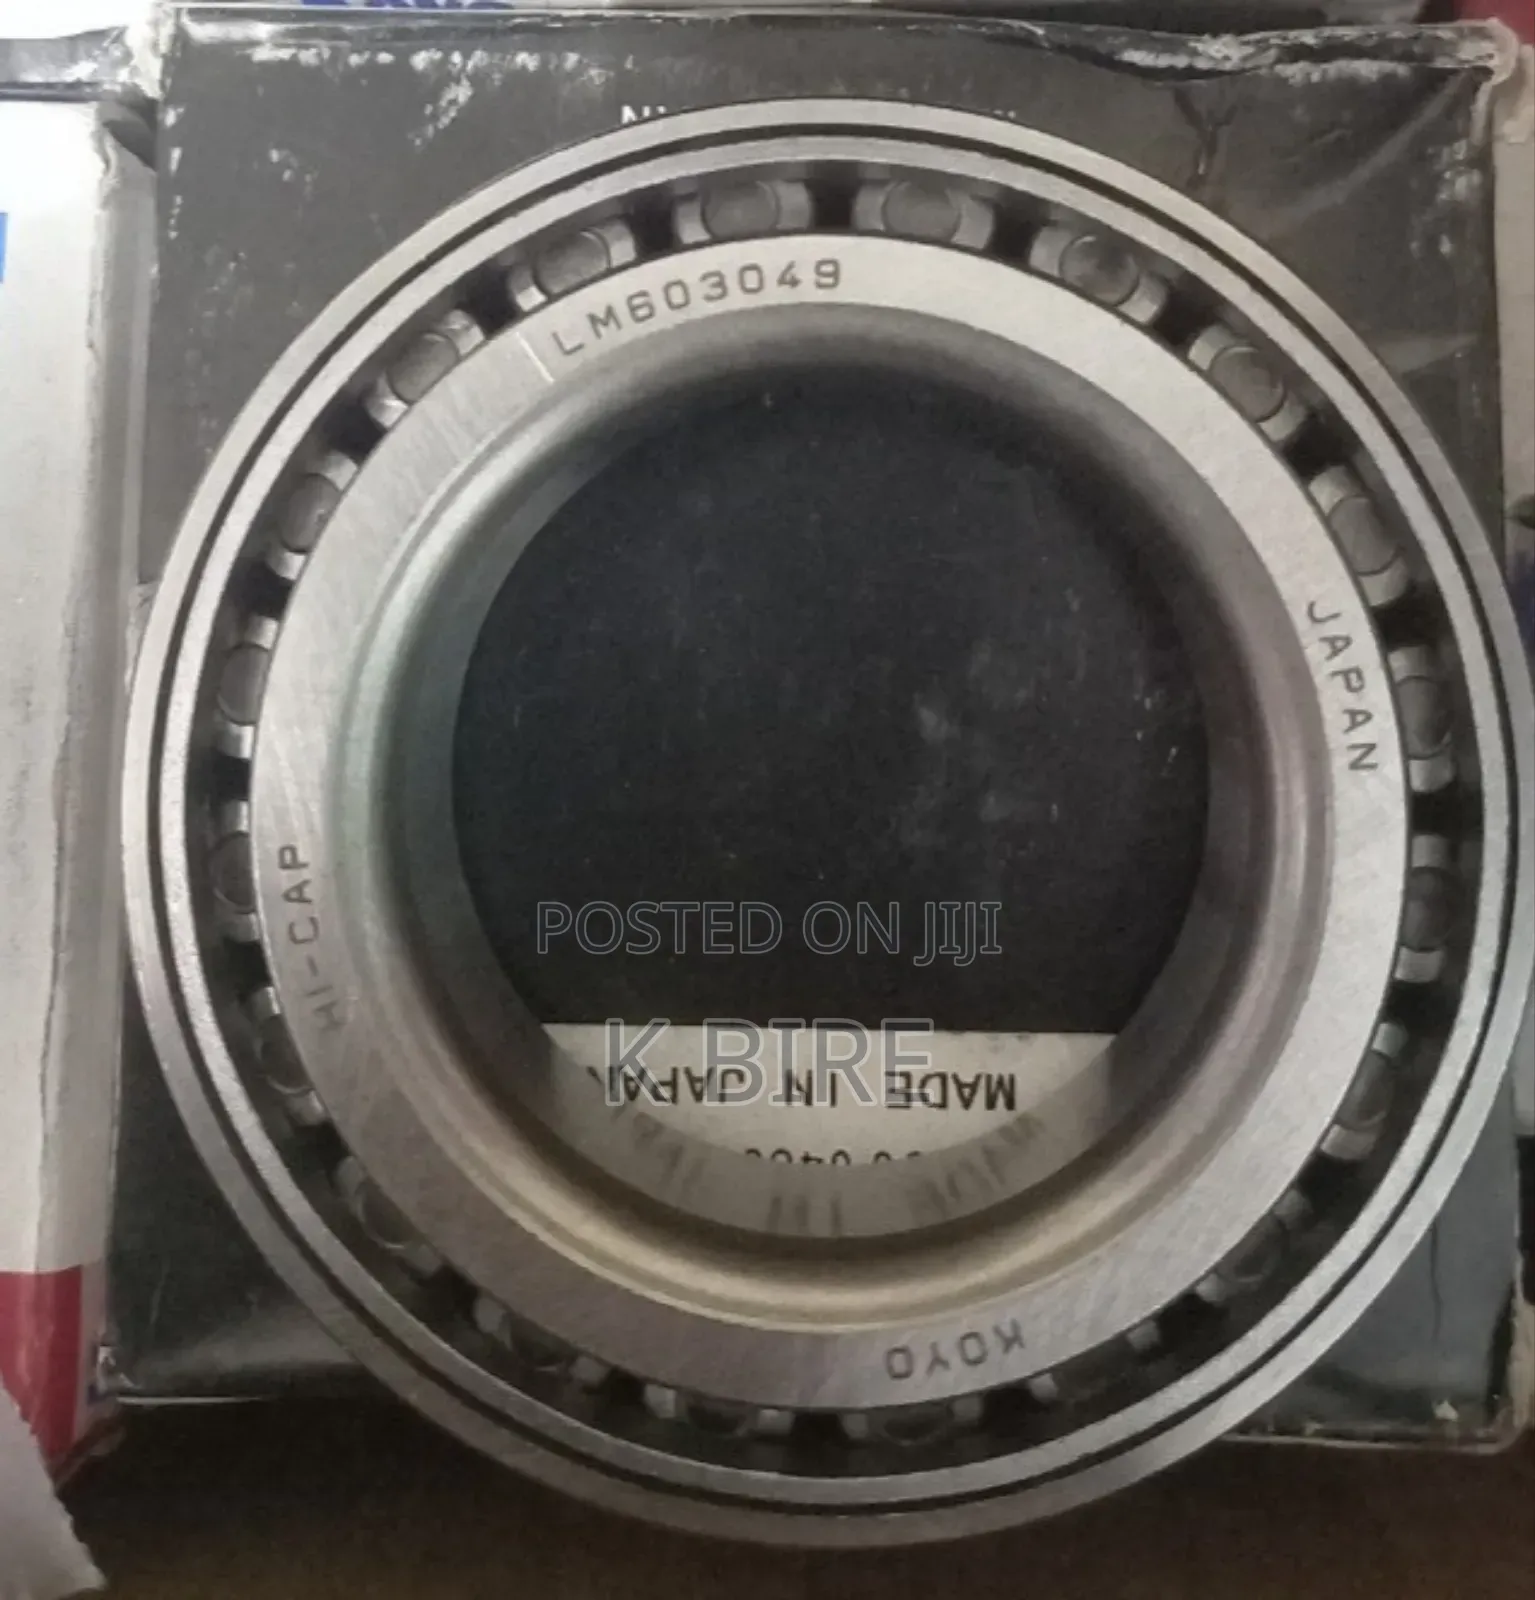 LM603049
JAPAN
HI-CAP
POSTED ON JIJI
K BIRE
MADE IN JAPAN
KOYO